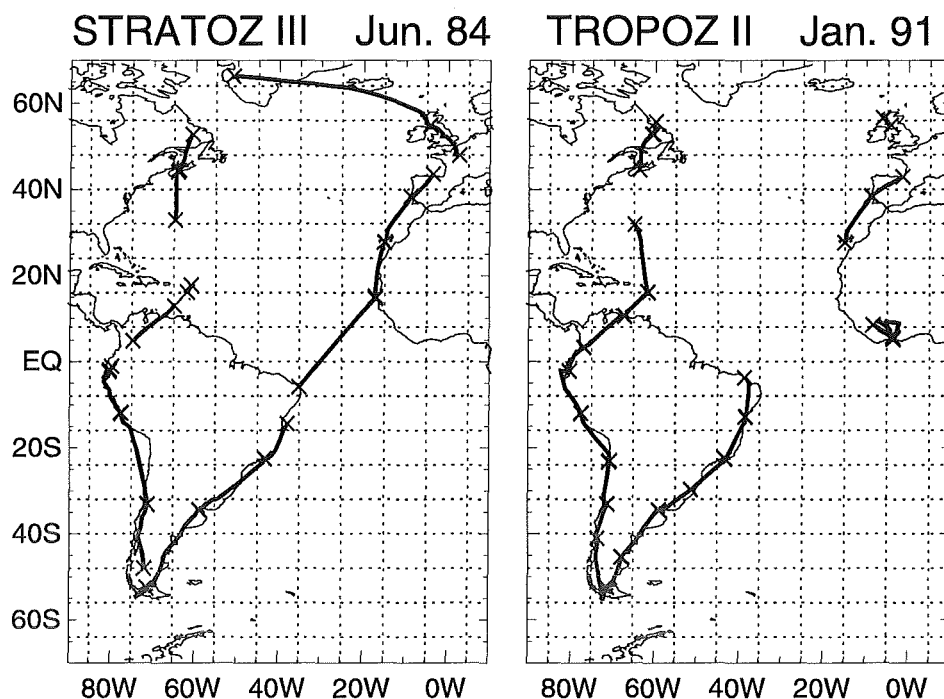 STRATOZ III Jun. 84 TROPOZ II Jan. 91
60N
40N
20N
EQ
20S
40S
60S
80W 60W 40W 20W 0W 80W 60W 40W 20W 0W